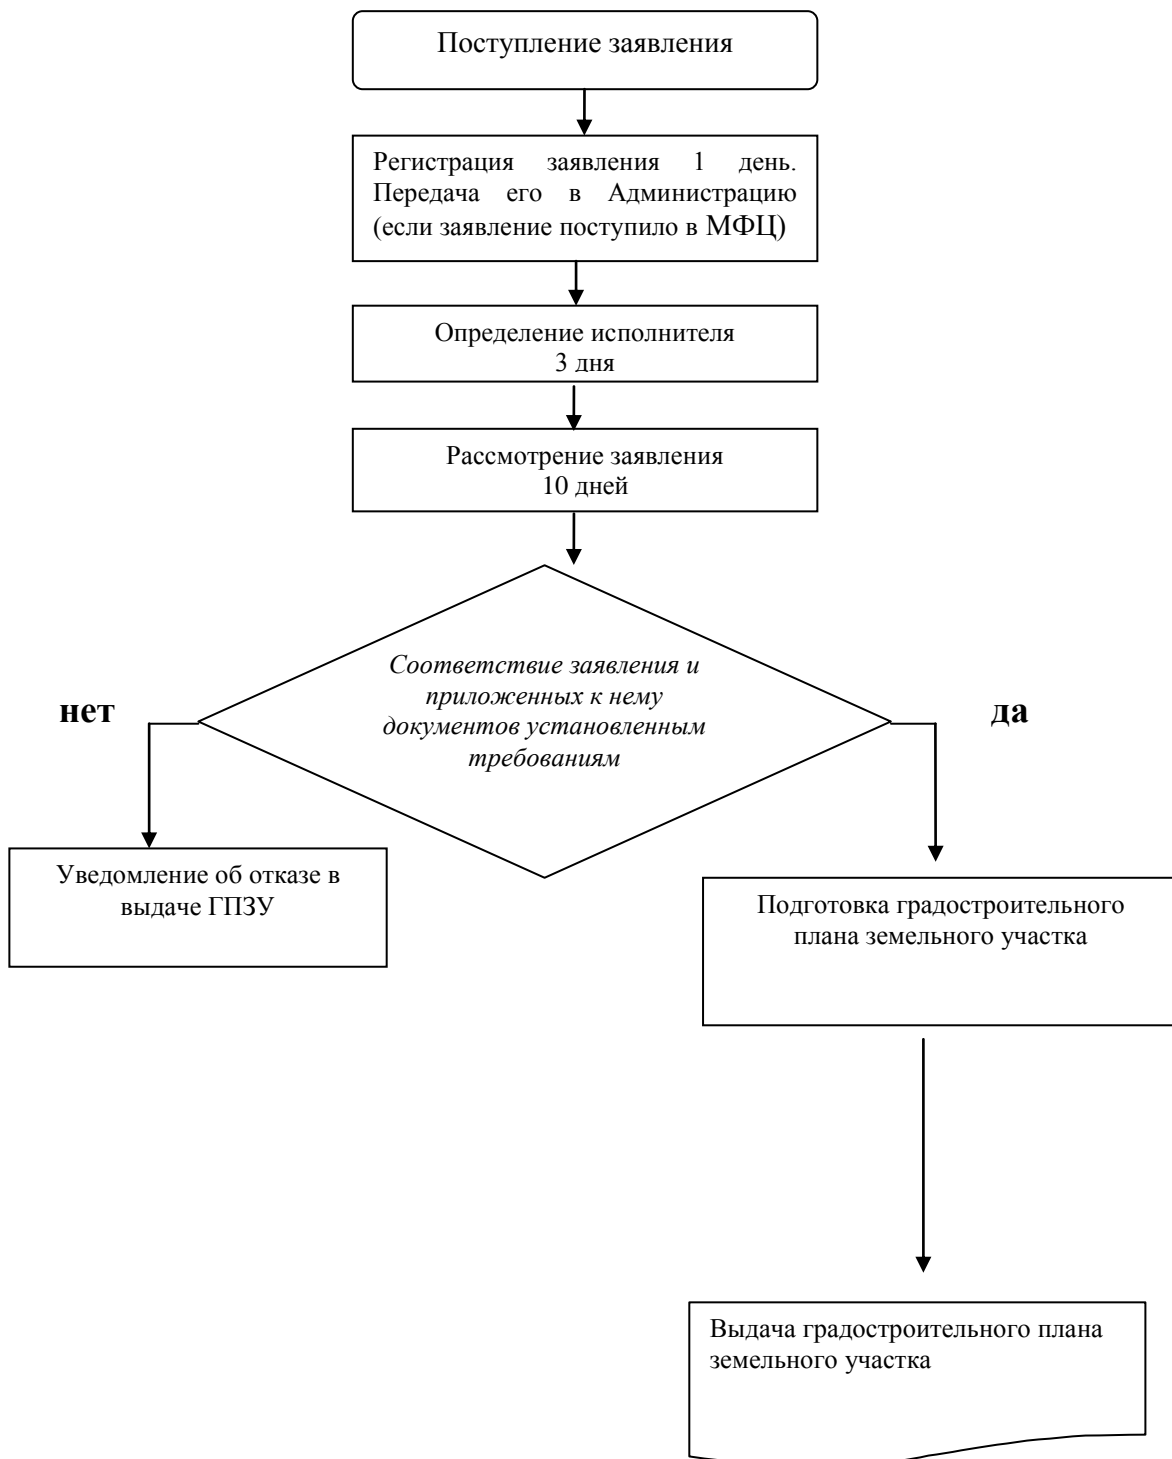 Поступление заявления
Регистрация заявления 1 день.
Передача его в Администрацию
(если заявление поступило в МФЦ)
Определение исполнителя
3 дня
Рассмотрение заявления
10 дней
Соответствие заявления и
приложенных к нему
документов установленным
требованиям
нет
да
Уведомление об отказе в
выдаче ГПЗУ
Подготовка градостроительного
плана земельного участка
Выдача градостроительного плана
земельного участка